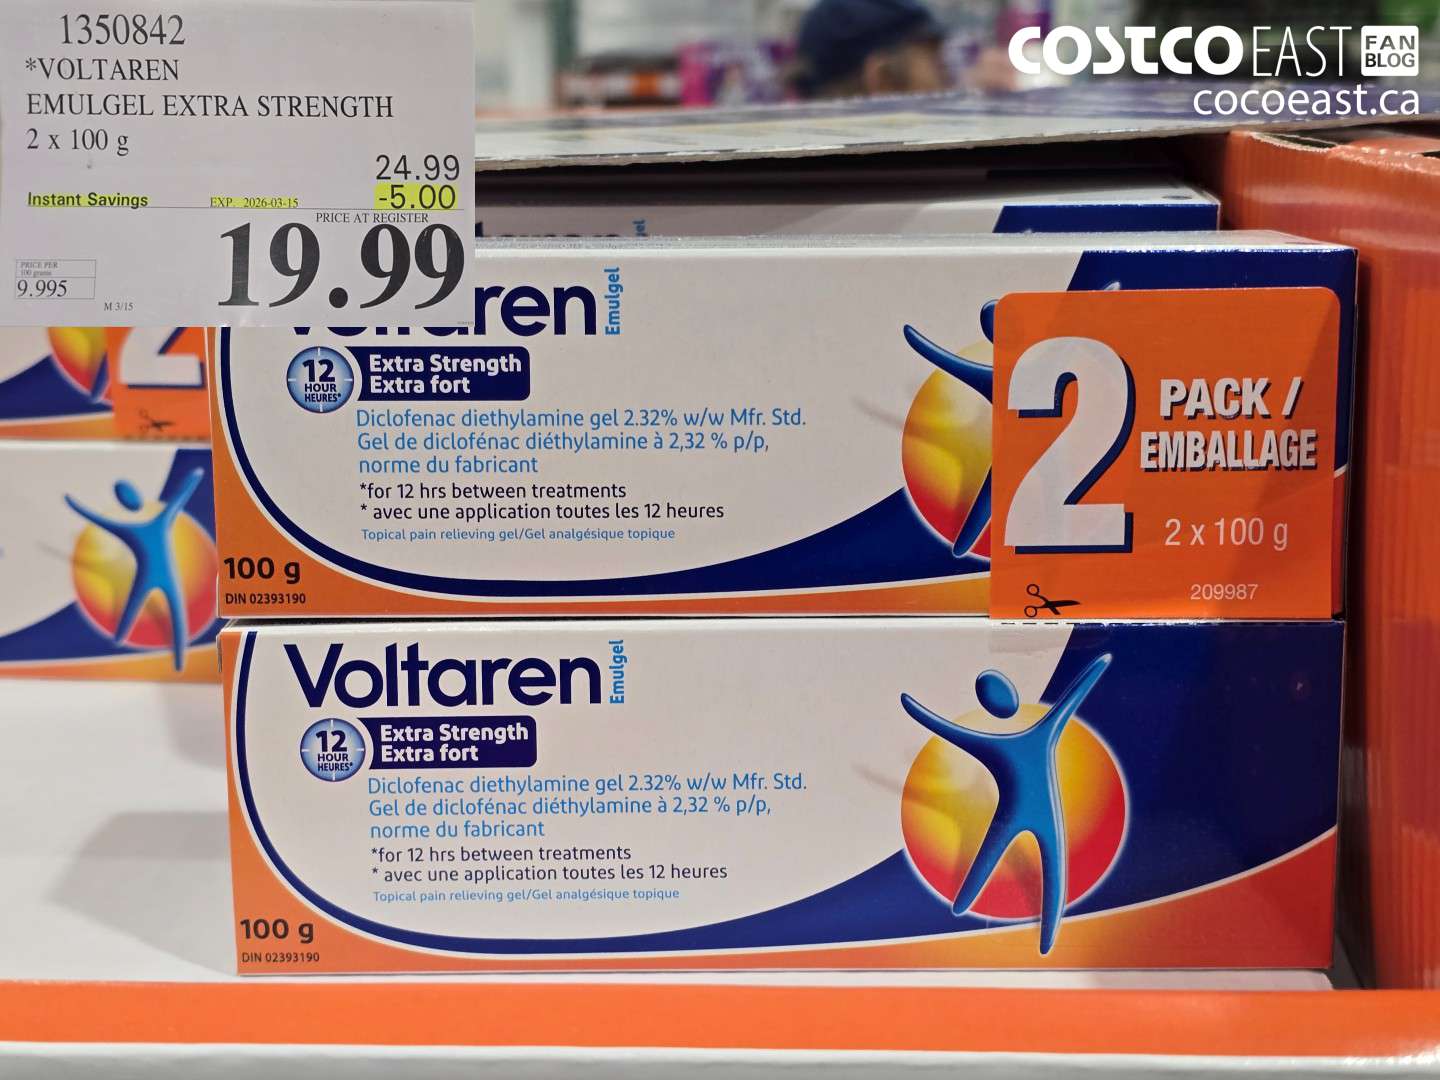 1350842
*VOLTAREN
EMULGEL EXTRA STRENGTH
2 x 100 g
24.99
Instant Savings EXP. 2026-03-15 -5.00
PRICE AT REGISTER
19.99
PRICE PER
100 grams
9.995
M 3/15
COSTCO EAST FAN BLOG
cocoeast.ca
Voltaren Emulgel
12 HOUR HEURES*
Extra Strength
Extra fort
Diclofenac diethylamine gel 2.32% w/w Mfr. Std.
Gel de diclofénac diéthylamine à 2,32 % p/p,
norme du fabricant
*for 12 hrs between treatments
* avec une application toutes les 12 heures
Topical pain relieving gel/Gel analgésique topique
100 g
DIN 02393190
2 PACK /
EMBALLAGE
2 x 100 g
209987
Voltaren Emulgel
12 HOUR HEURES*
Extra Strength
Extra fort
Diclofenac diethylamine gel 2.32% w/w Mfr. Std.
Gel de diclofénac diéthylamine à 2,32 % p/p,
norme du fabricant
*for 12 hrs between treatments
* avec une application toutes les 12 heures
Topical pain relieving gel/Gel analgésique topique
100 g
DIN 02393190
2